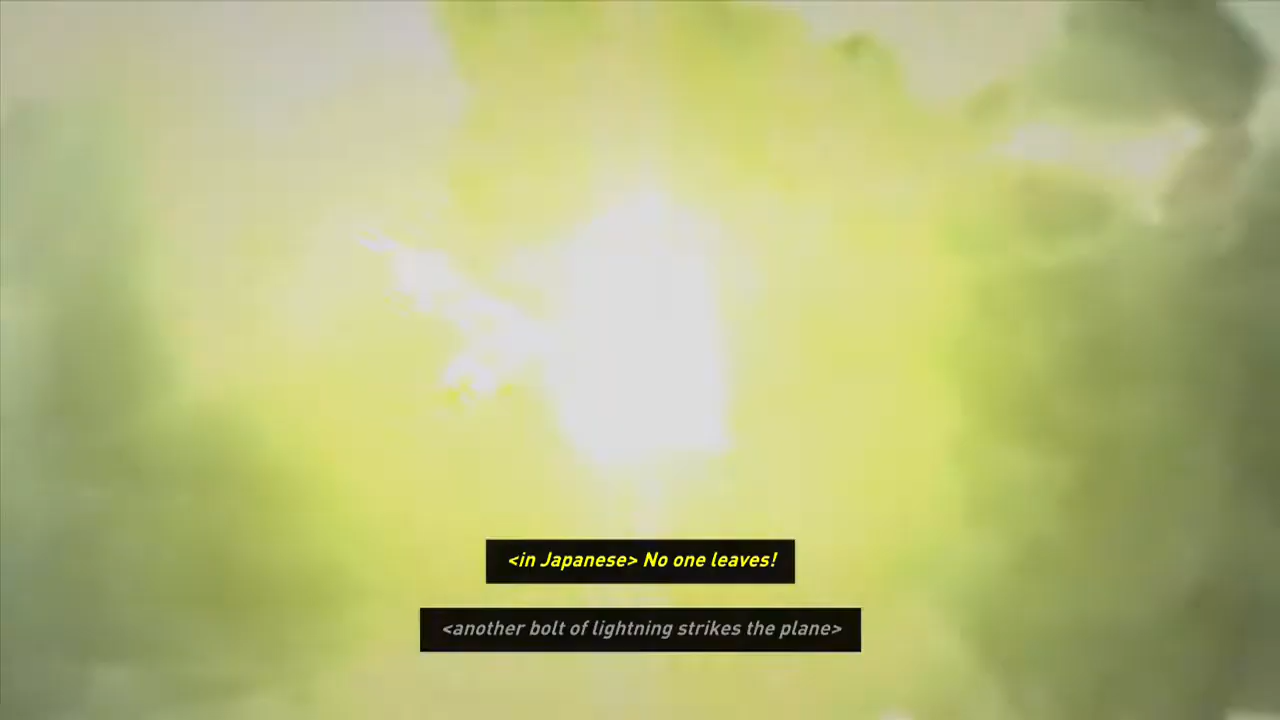 <in Japanese> No one leaves!
<another bolt of lightning strikes the plane>